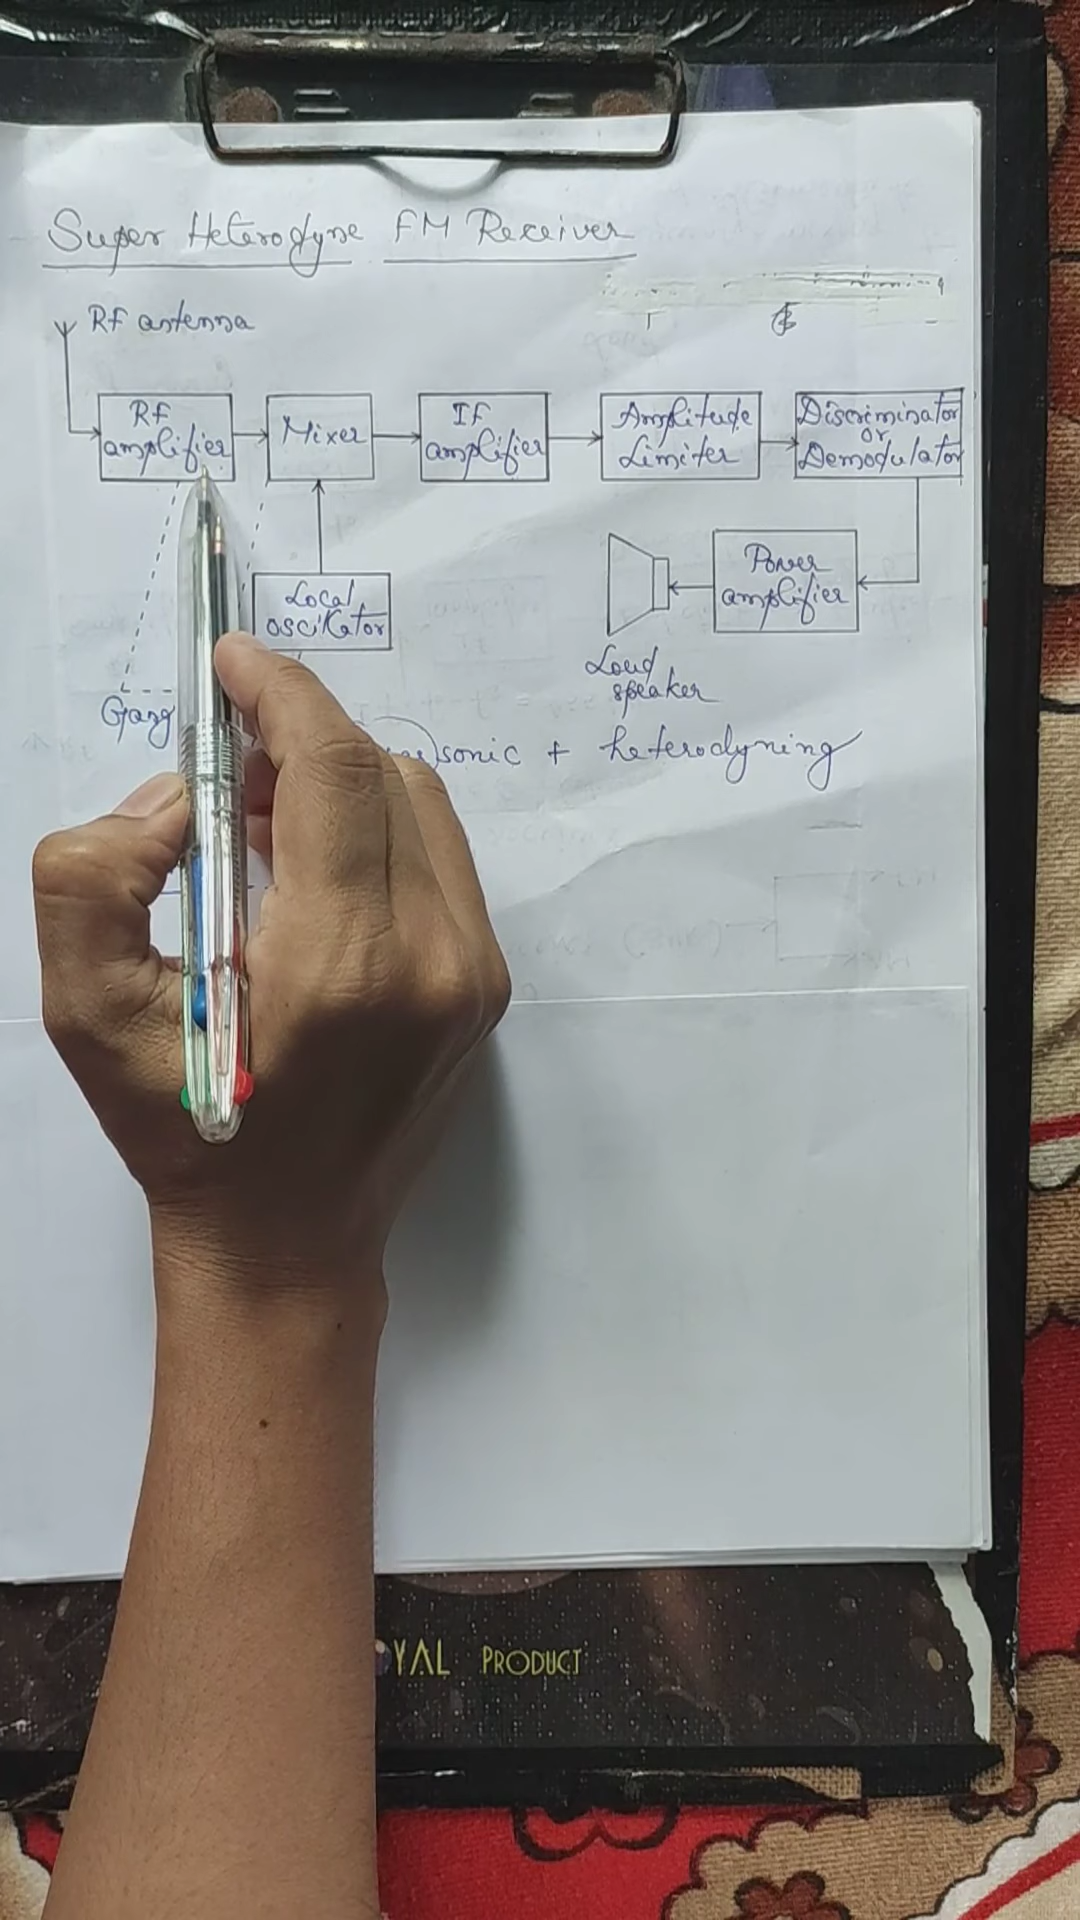 Super Heterodyne FM Receiver
RF antenna
RF amplifier
Mixer
IF amplifier
Amplitude Limiter
Discriminator or Demodulator
Local oscillator
Power amplifier
Loud speaker
Gang
sonic + heterodyning
YAL PRODUCT